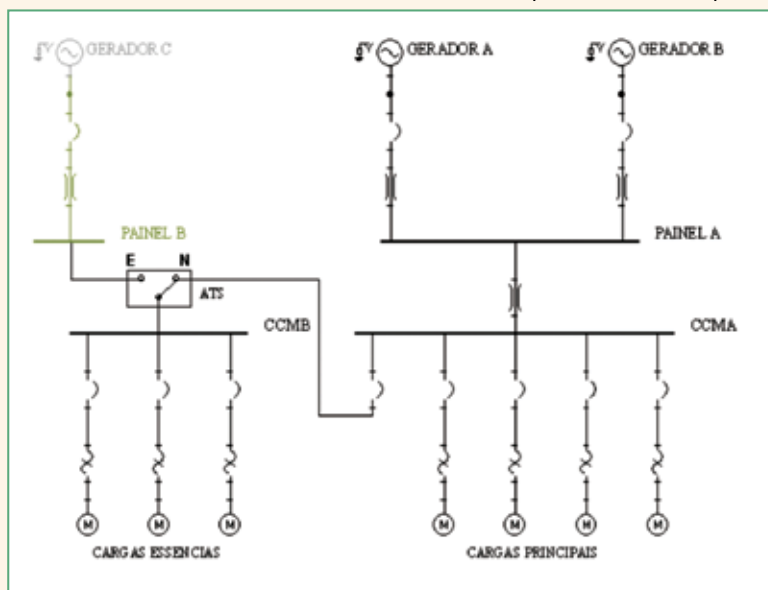 V GERADOR C
V GERADOR A
V GERADOR B
PAINEL B
PAINEL A
E N
ATS
CCMB
CCMA
M M M M M M M
CARGAS ESSENCIAS
CARGAS PRINCIPAIS